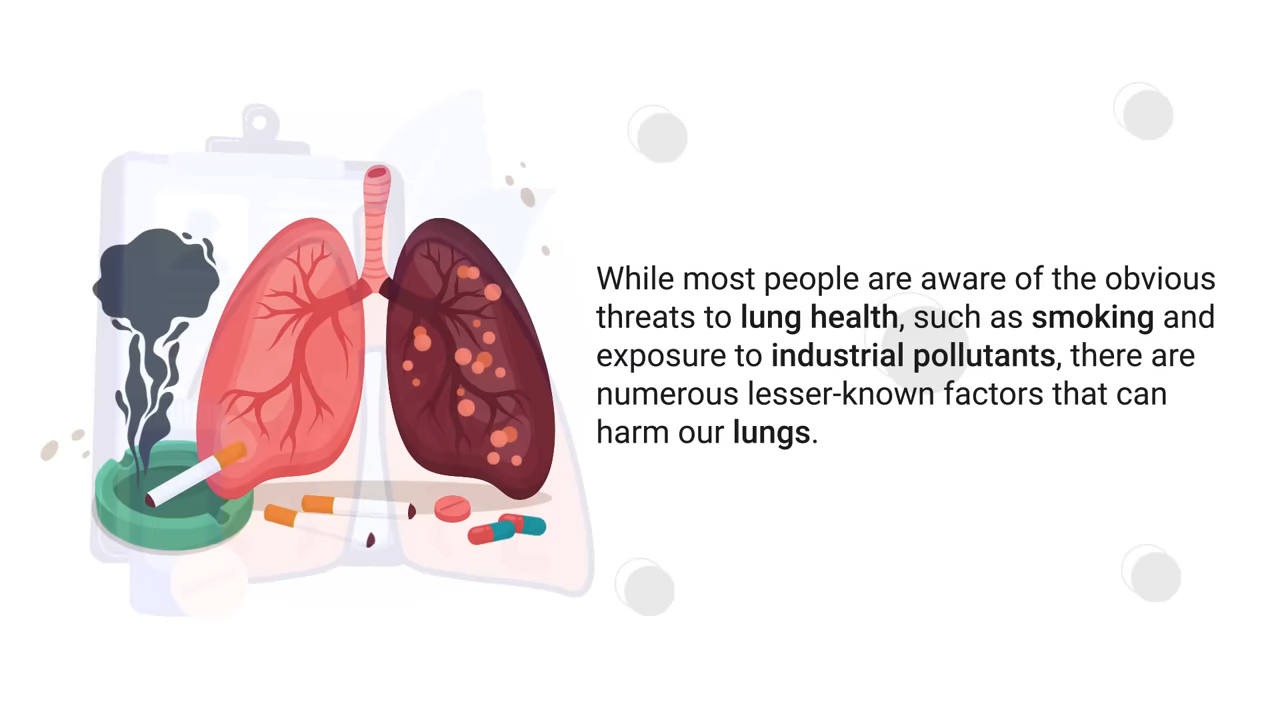 While most people are aware of the obvious
threats to lung health, such as smoking and
exposure to industrial pollutants, there are
numerous lesser-known factors that can
harm our lungs.